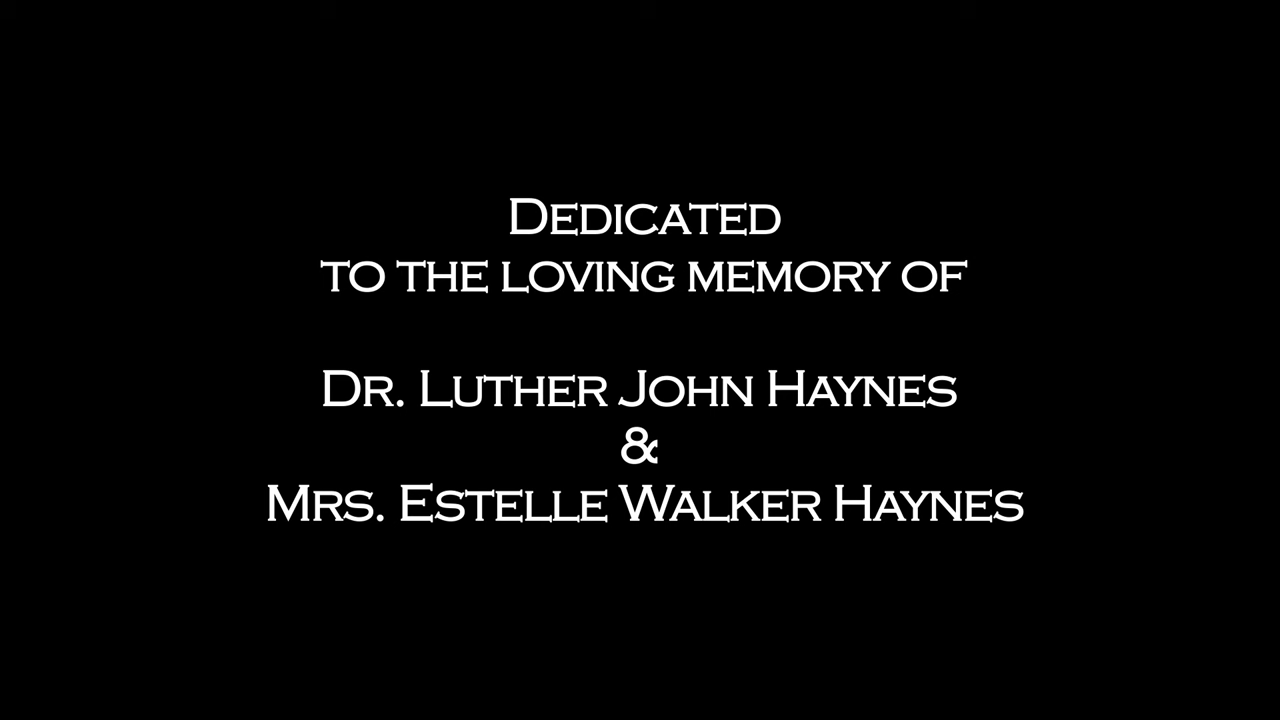 Dedicated
to the loving memory of
Dr. Luther John Haynes
&
Mrs. Estelle Walker Haynes